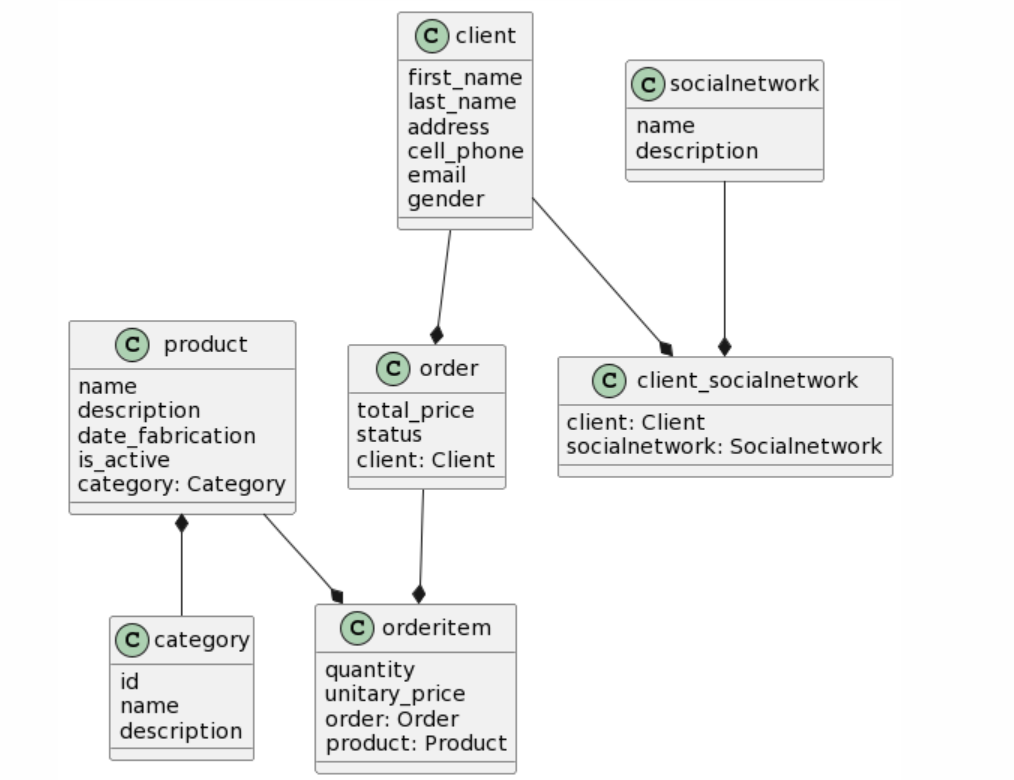 C client
first_name
last_name
address
cell_phone
email
gender
C socialnetwork
name
description
C product
name
description
date_fabrication
is_active
category: Category
C order
total_price
status
client: Client
C client_socialnetwork
client: Client
socialnetwork: Socialnetwork
C category
id
name
description
C orderitem
quantity
unitary_price
order: Order
product: Product